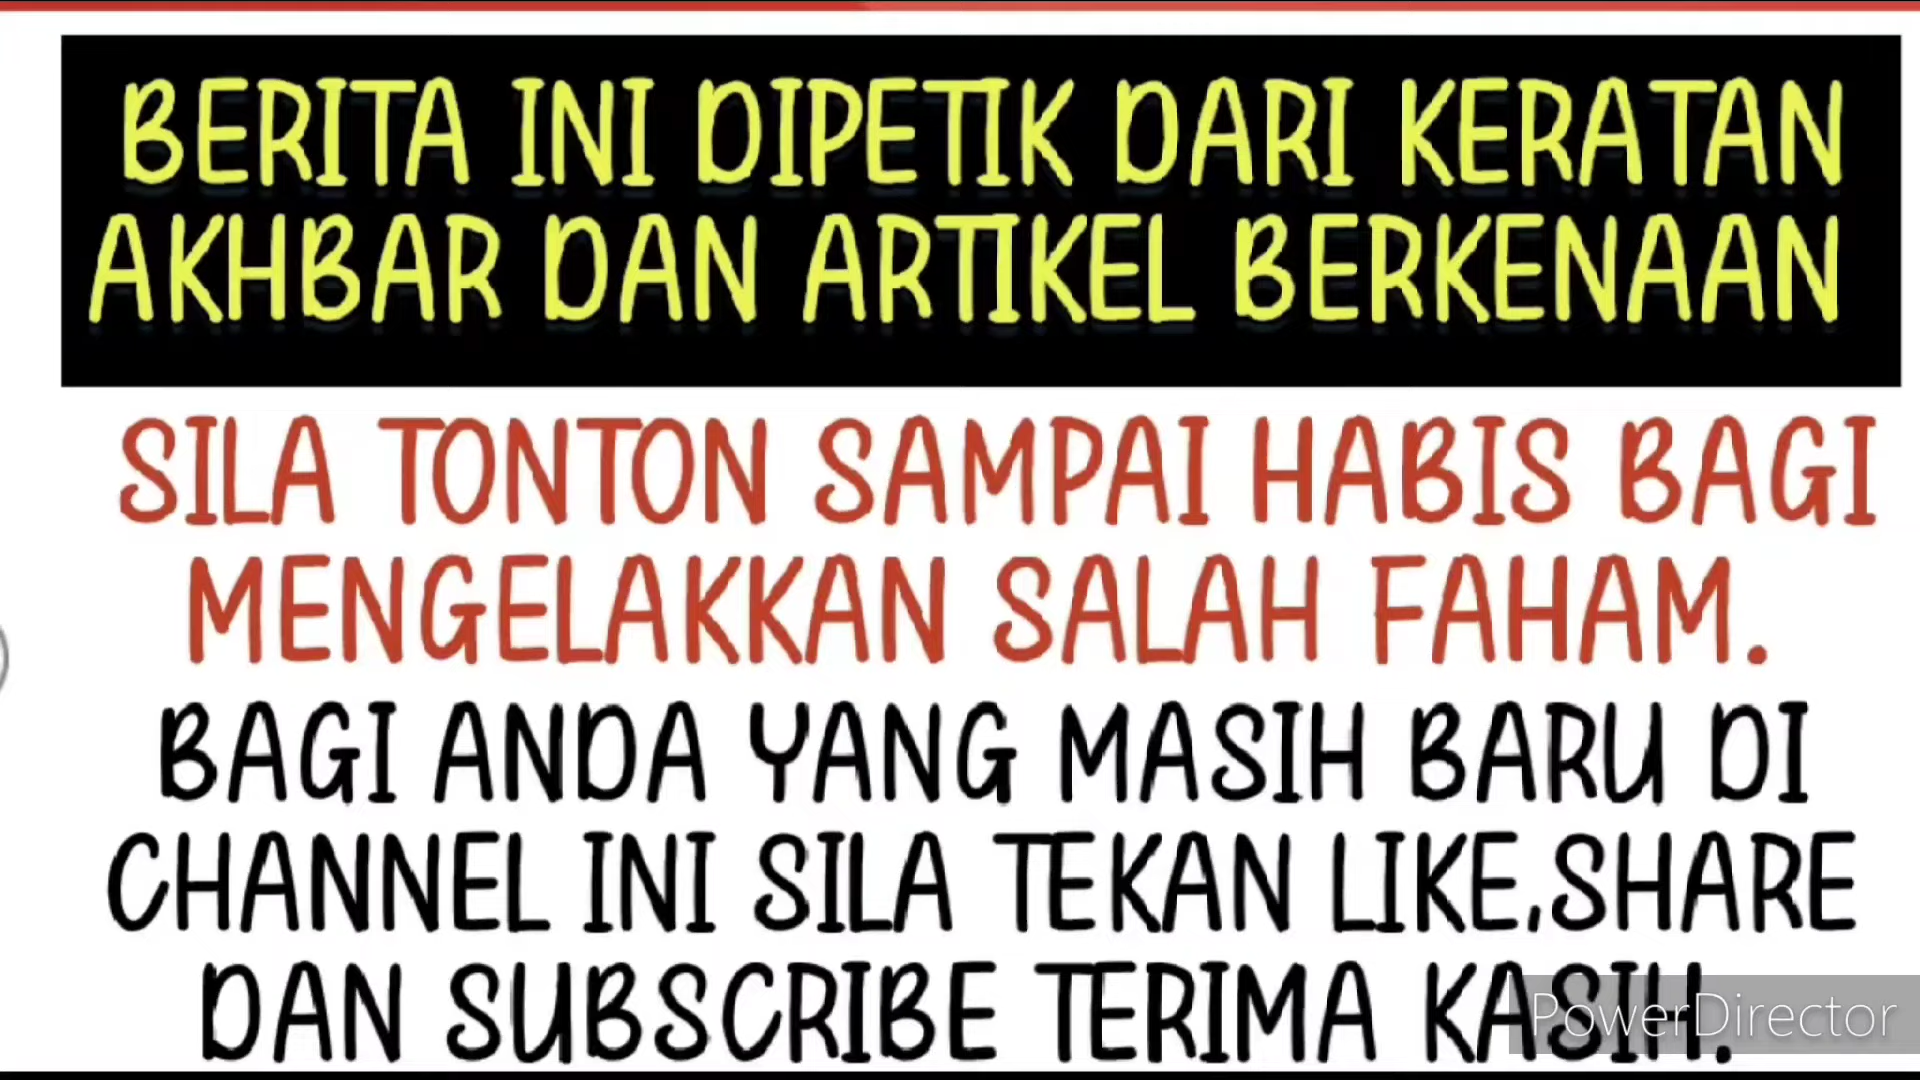 BERITA INI DIPETIK DARI KERATAN
AKHBAR DAN ARTIKEL BERKENAAN
SILA TONTON SAMPAI HABIS BAGI
MENGELAKKAN SALAH FAHAM.
BAGI ANDA YANG MASIH BARU DI
CHANNEL INI SILA TEKAN LIKE,SHARE
DAN SUBSCRIBE TERIMA KASIH.
PowerDirector